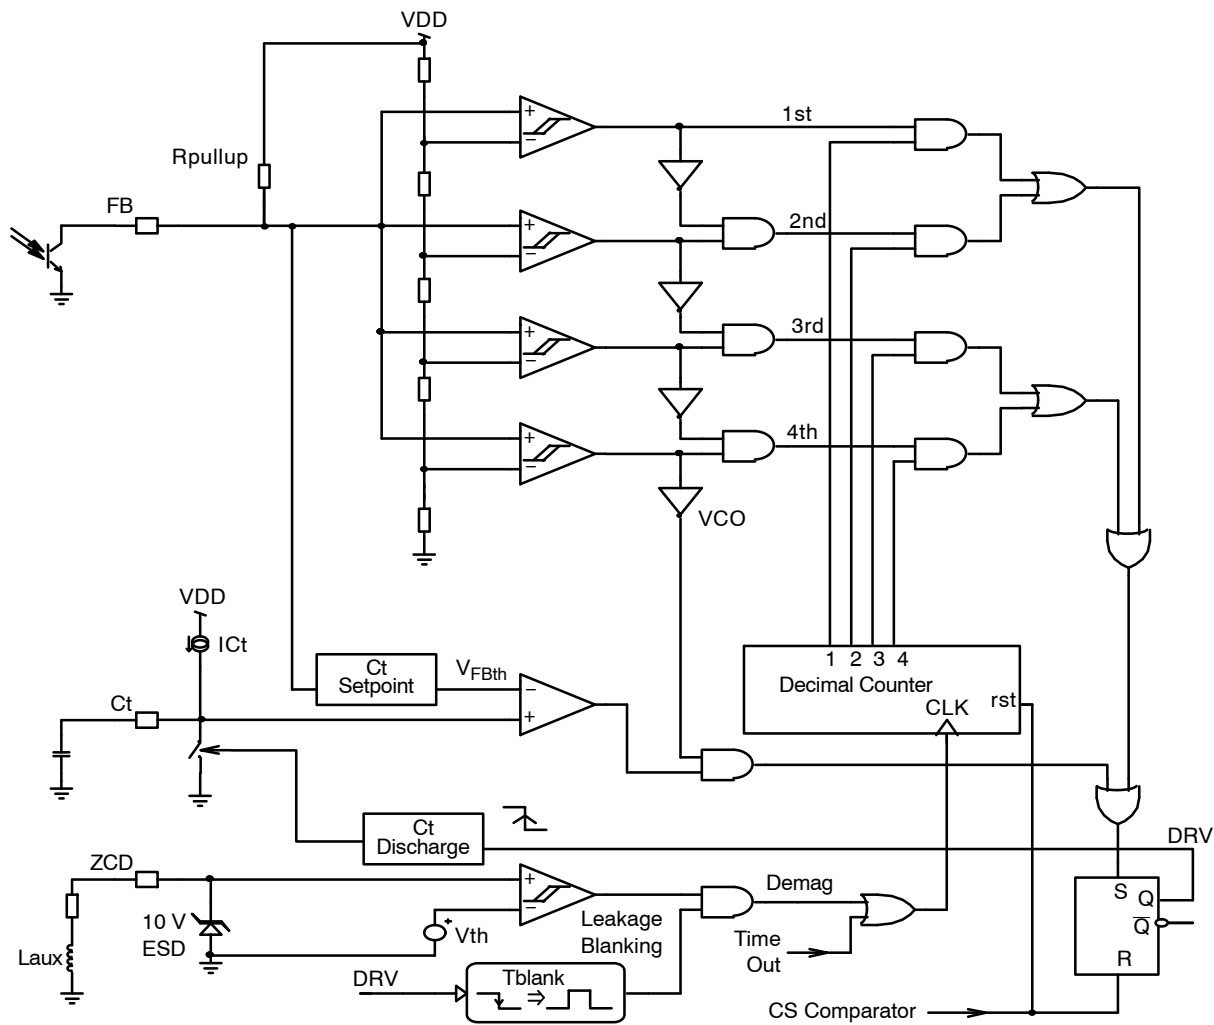 VDD
1st
Rpullup
FB
2nd
3rd
4th
VCO
VDD
ICt
Ct
Setpoint
VFBth
Ct
1 2 3 4
Decimal Counter
rst
CLK
Ct
Discharge
DRV
ZCD
10 V
ESD
Laux
Vth
Leakage
Blanking
Demag
Time
Out
S
Q
Q
R
DRV
Tblank
CS Comparator
+
−
+
−
+
−
+
−
−
+
+
−
+